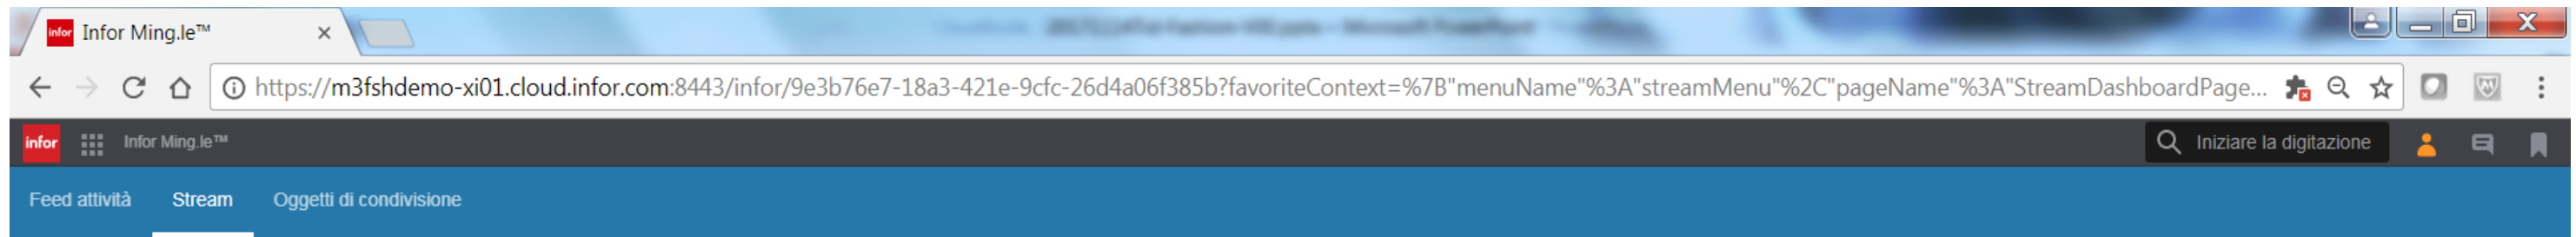 infor Infor Ming.le™
https://m3fshdemo-xi01.cloud.infor.com:8443/infor/9e3b76e7-18a3-421e-9cfc-26d4a06f385b?favoriteContext=%7B"menuName"%3A"streamMenu"%2C"pageName"%3A"StreamDashboardPage...
infor Infor Ming.le™ Iniziare la digitazione
Feed attività Stream Oggetti di condivisione